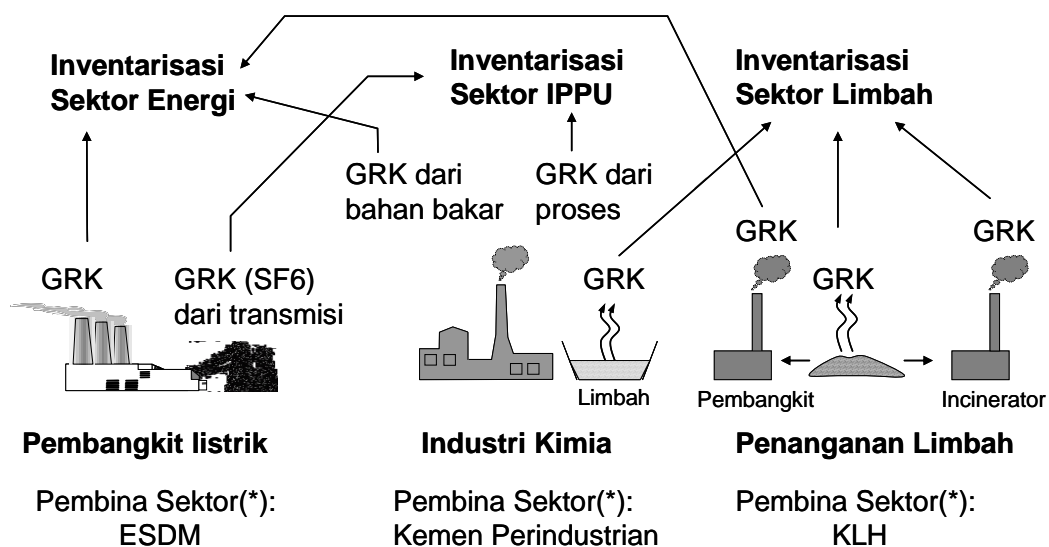 Inventarisasi
Sektor Energi
Inventarisasi
Sektor IPPU
Inventarisasi
Sektor Limbah
GRK dari
bahan bakar
GRK dari
proses
GRK
GRK (SF6)
dari transmisi
GRK
Limbah
GRK
GRK
GRK
Pembangkit
Incinerator
Pembangkit listrik
Industri Kimia
Penanganan Limbah
Pembina Sektor(*):
ESDM
Pembina Sektor(*):
Kemen Perindustrian
Pembina Sektor(*):
KLH